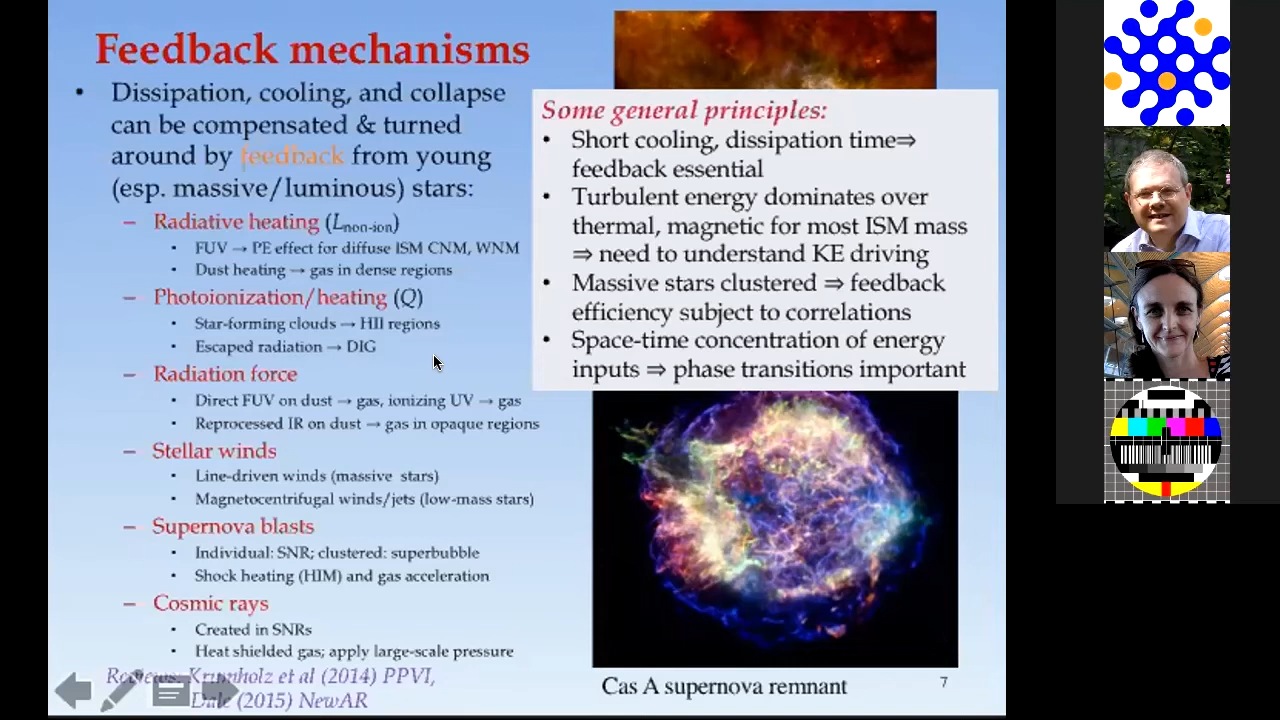 Feedback mechanisms
• Dissipation, cooling, and collapse
can be compensated & turned
around by feedback from young
(esp. massive/luminous) stars:
– Radiative heating (Lnon-ion)
• FUV → PE effect for diffuse ISM CNM, WNM
• Dust heating → gas in dense regions
– Photoionization/heating (Q)
• Star-forming clouds → HII regions
• Escaped radiation → DIG
– Radiation force
• Direct FUV on dust → gas, ionizing UV → gas
• Reprocessed IR on dust → gas in opaque regions
– Stellar winds
• Line-driven winds (massive stars)
• Magnetocentrifugal winds/jets (low-mass stars)
– Supernova blasts
• Individual: SNR; clustered: superbubble
• Shock heating (HIM) and gas acceleration
– Cosmic rays
• Created in SNRs
• Heat shielded gas; apply large-scale pressure
Reviews: Krumholz et al (2014) PPVI,
Dale (2015) NewAR
Some general principles:
• Short cooling, dissipation time⇒
feedback essential
• Turbulent energy dominates over
thermal, magnetic for most ISM mass
⇒ need to understand KE driving
• Massive stars clustered ⇒ feedback
efficiency subject to correlations
• Space-time concentration of energy
inputs ⇒ phase transitions important
Cas A supernova remnant
7